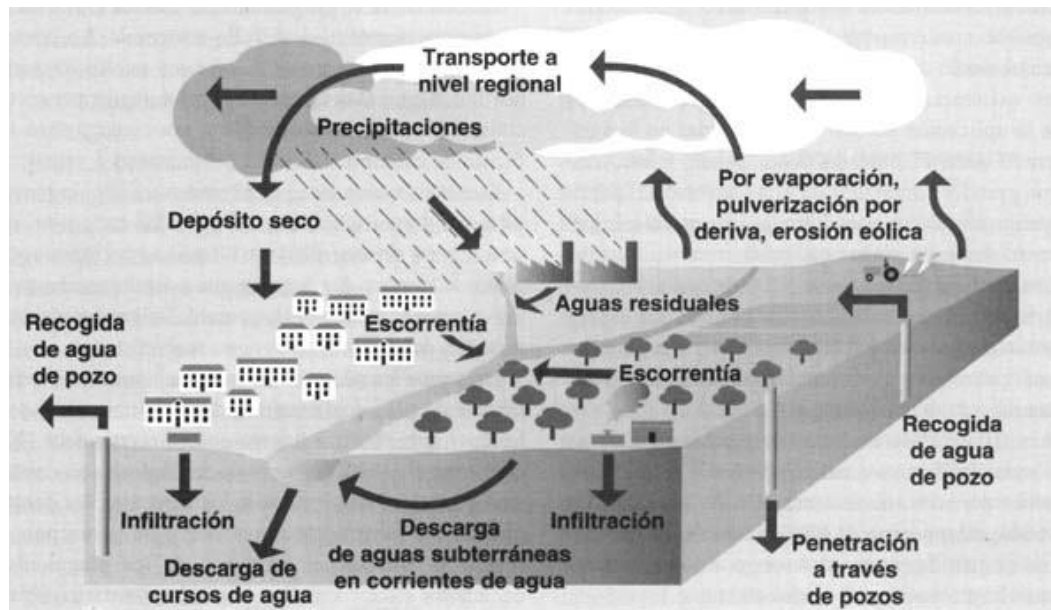 Transporte a
nivel regional
Precipitaciones
Por evaporación,
pulverización por
deriva, erosión eólica
Depósito seco
Aguas residuales
Recogida
de agua
de pozo
Escorrentía
Escorrentía
Recogida
de agua
de pozo
Infiltración
Descarga
de aguas subterráneas
en corrientes de agua
Infiltración
Descarga de
cursos de agua
Penetración
a través
de pozos